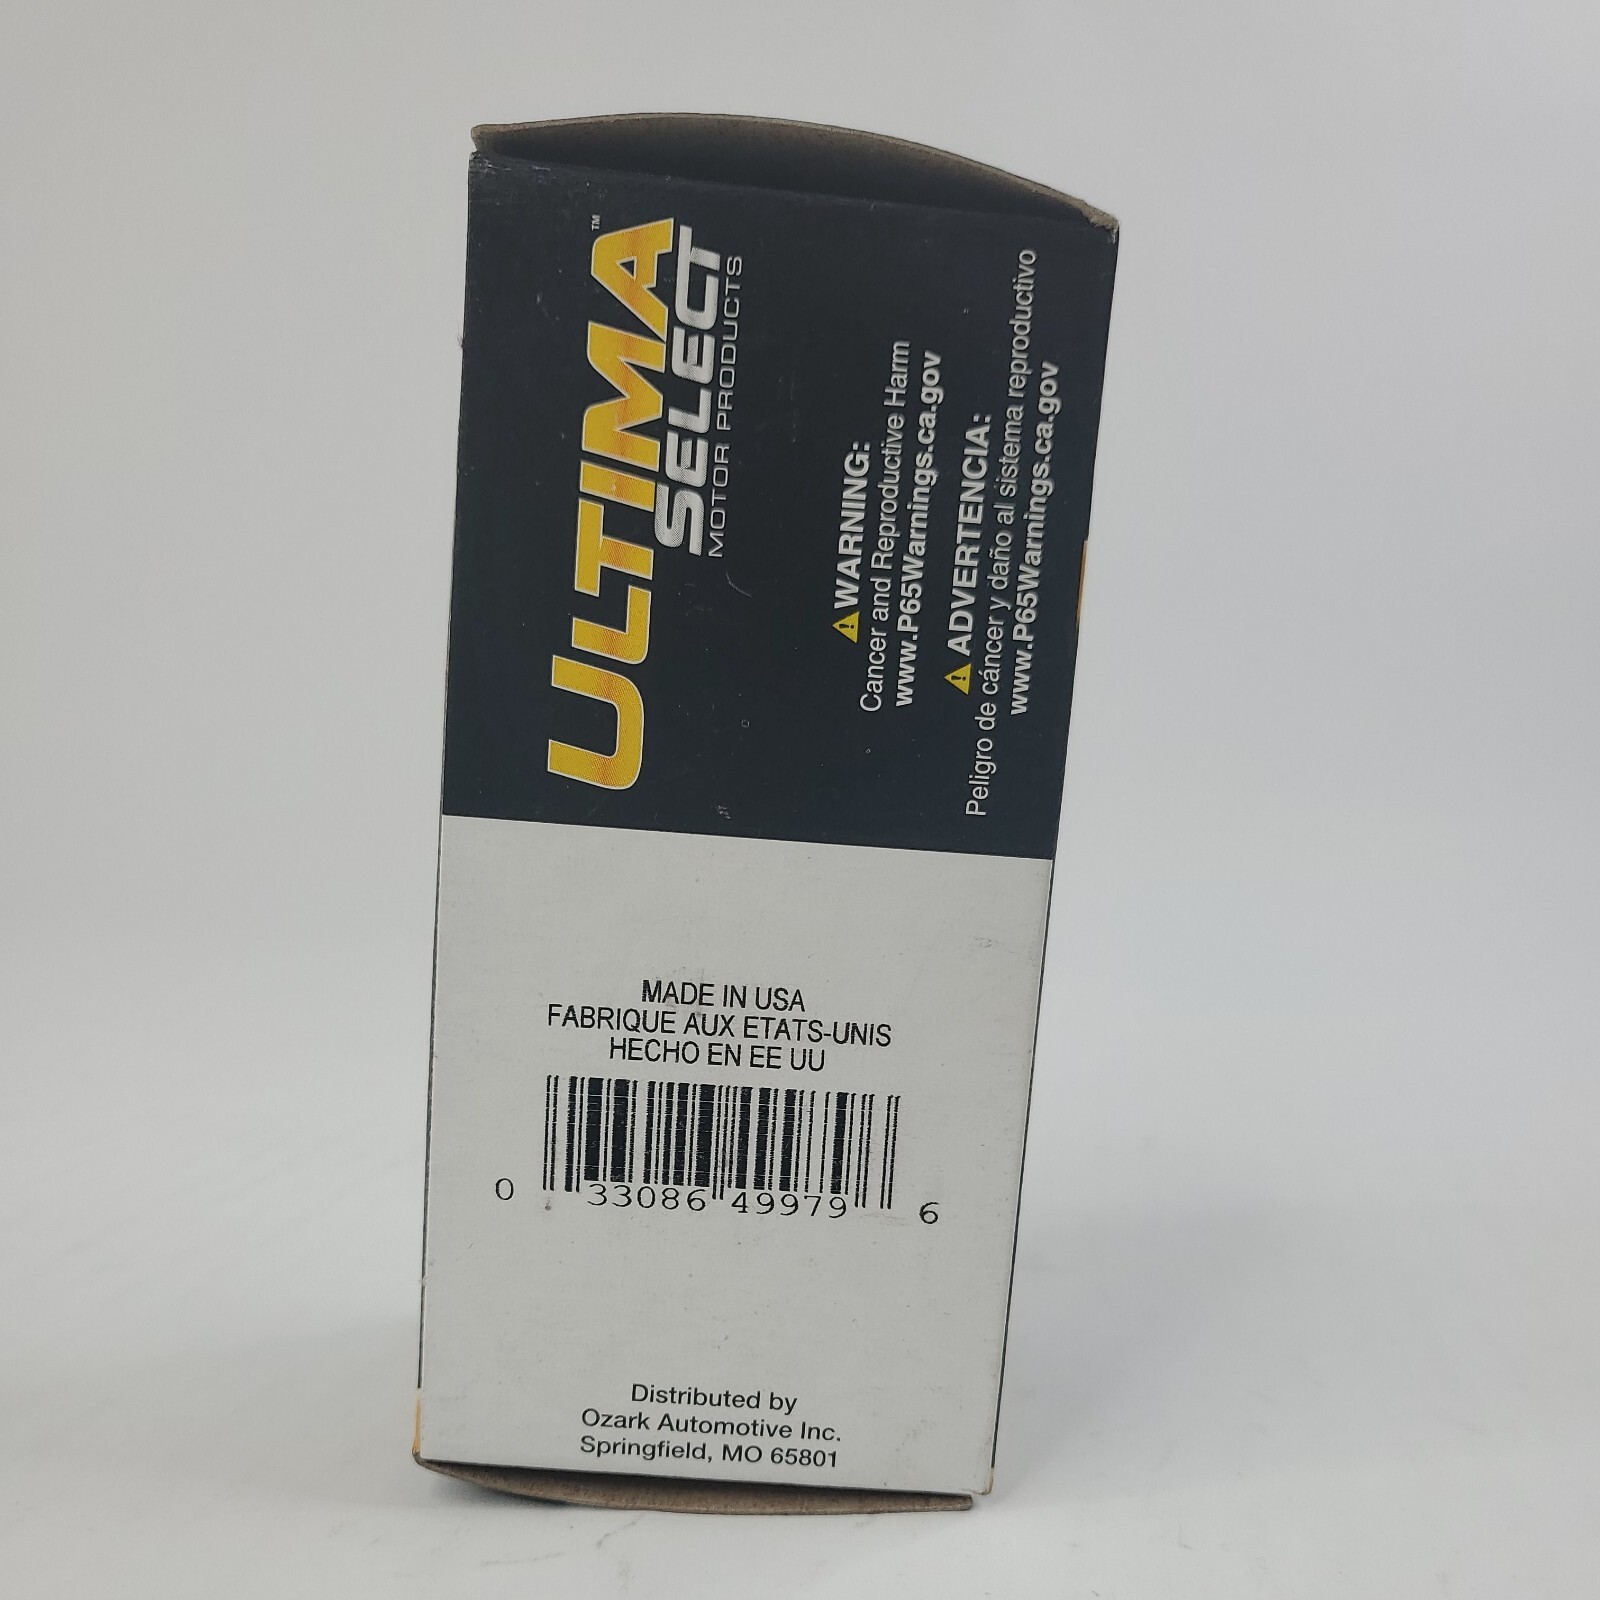 ULTIMA™
SELECT
MOTOR PRODUCTS
WARNING:
Cancer and Reproductive Harm
www.P65Warnings.ca.gov
ADVERTENCIA:
Peligro de cáncer y daño al sistema reproductivo
www.P65Warnings.ca.gov
MADE IN USA
FABRIQUE AUX ETATS-UNIS
HECHO EN EE UU
0 33086 49979 6
Distributed by
Ozark Automotive Inc.
Springfield, MO 65801